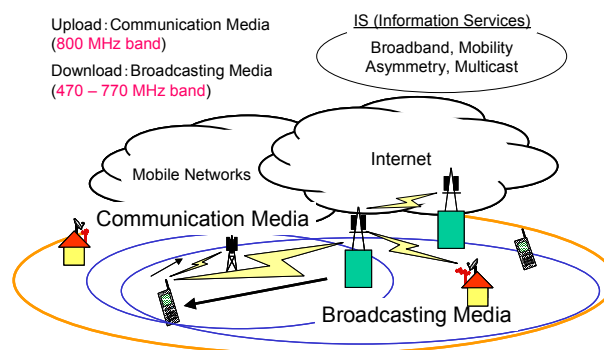 Upload：Communication Media
(800 MHz band)
Download：Broadcasting Media
(470 – 770 MHz band)
IS (Information Services)
Broadband, Mobility
Asymmetry, Multicast
Mobile Networks
Internet
Communication Media
Broadcasting Media